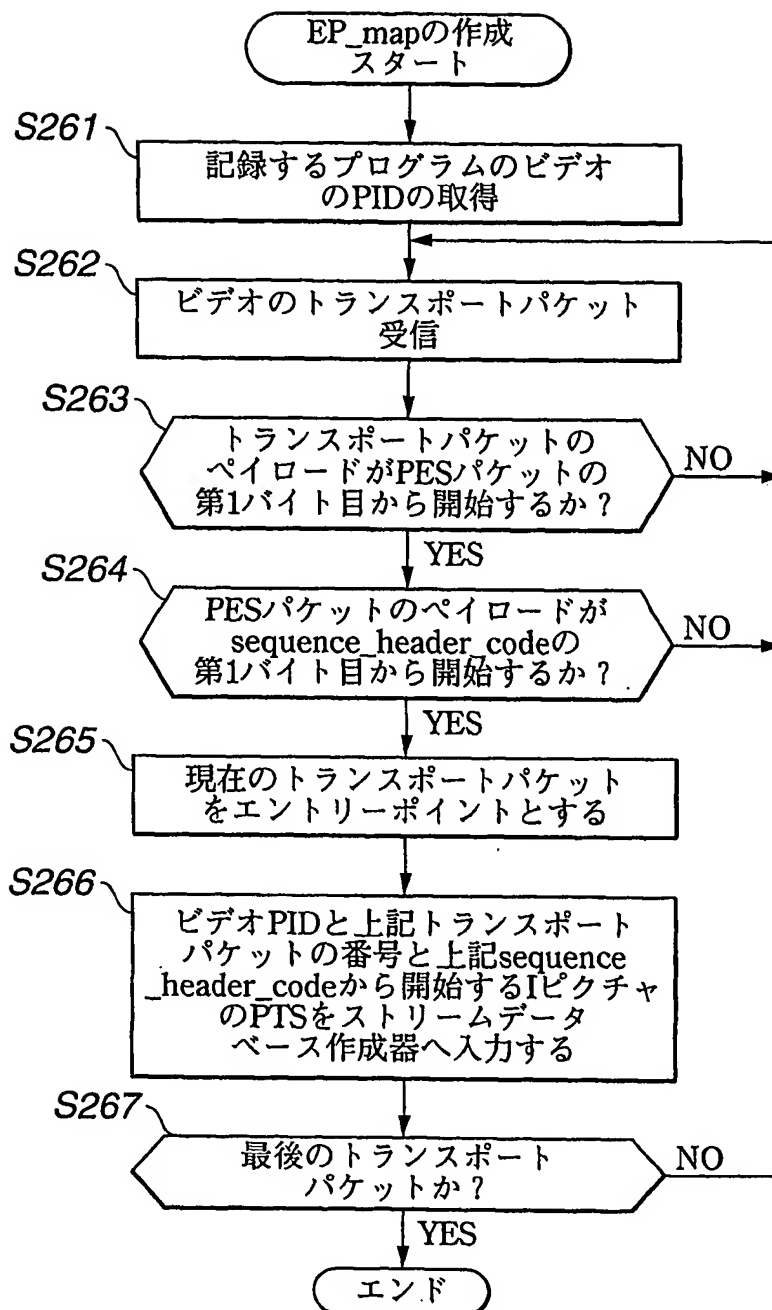 EP_mapの作成
スタート
S261
記録するプログラムのビデオ
のPIDの取得
S262
ビデオのトランスポートパケット
受信
S263
トランスポートパケットの
ペイロードがPESパケットの
第1バイト目から開始するか？
NO
YES
S264
PESパケットのペイロードが
sequence_header_codeの
第1バイト目から開始するか？
NO
YES
S265
現在のトランスポートパケット
をエントリーポイントとする
S266
ビデオPIDと上記トランスポート
パケットの番号と上記sequence
_header_codeから開始するIピクチャ
のPTSをストリームデータ
ベース作成器へ入力する
S267
最後のトランスポート
パケットか？
NO
YES
エンド